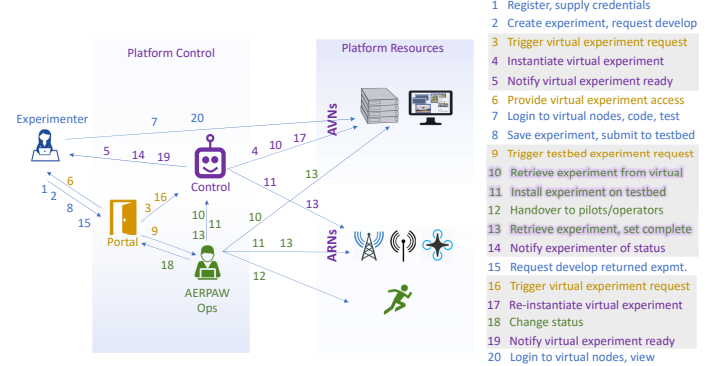 Platform Control
Platform Resources
Experimenter
7
20
5
14
19
4
10
17
11
13
13
6
1
2
8
15
3
16
9
18
Portal
Control
10
11
13
AERPAW
Ops
10
11
13
12
AVNs
ARNs
1 Register, supply credentials
2 Create experiment, request develop
3 Trigger virtual experiment request
4 Instantiate virtual experiment
5 Notify virtual experiment ready
6 Provide virtual experiment access
7 Login to virtual nodes, code, test
8 Save experiment, submit to testbed
9 Trigger testbed experiment request
10 Retrieve experiment from virtual
11 Install experiment on testbed
12 Handover to pilots/operators
13 Retrieve experiment, set complete
14 Notify experimenter of status
15 Request develop returned expmt.
16 Trigger virtual experiment request
17 Re-instantiate virtual experiment
18 Change status
19 Notify virtual experiment ready
20 Login to virtual nodes, view